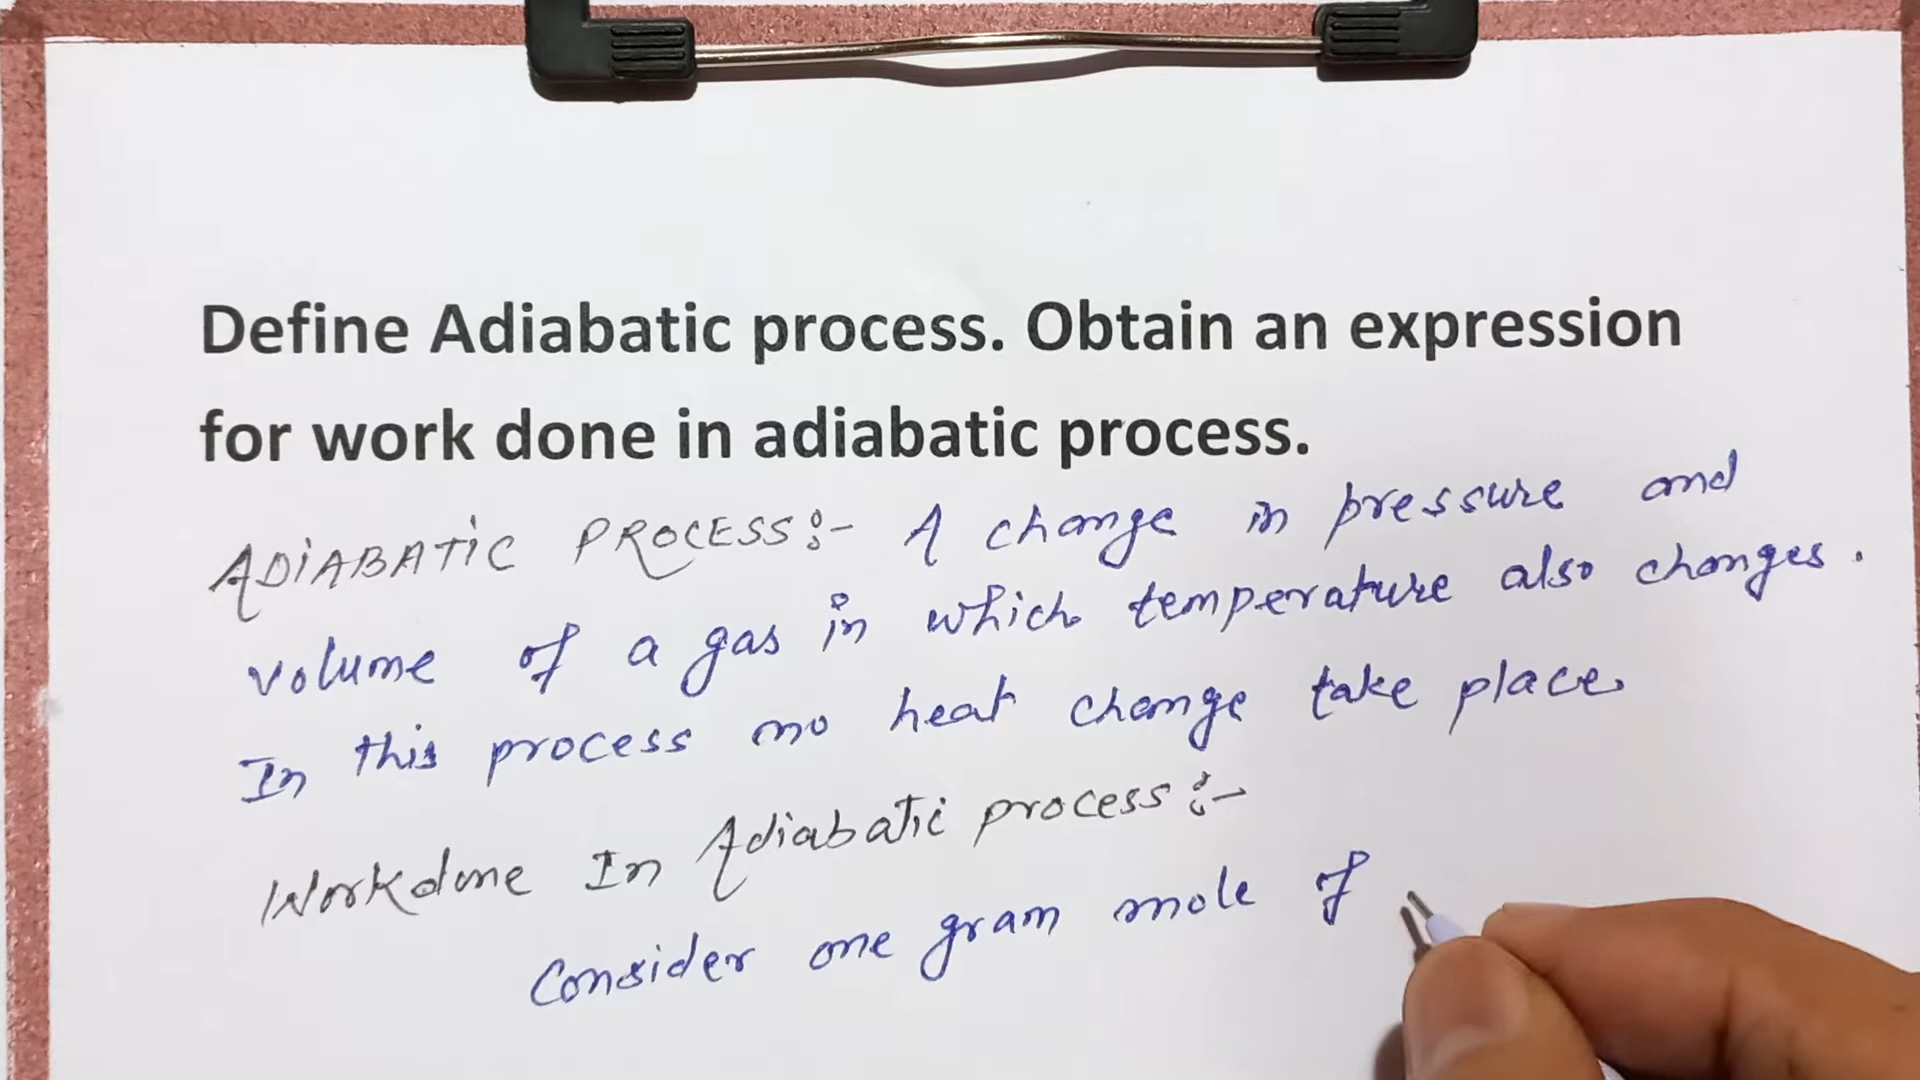 Define Adiabatic process. Obtain an expression
for work done in adiabatic process.
ADIABATIC PROCESS:- A change in pressure and
volume of a gas in which temperature also changes.
In this process no heat change take place
Workdone In Adiabatic process:-
Consider one gram mole of